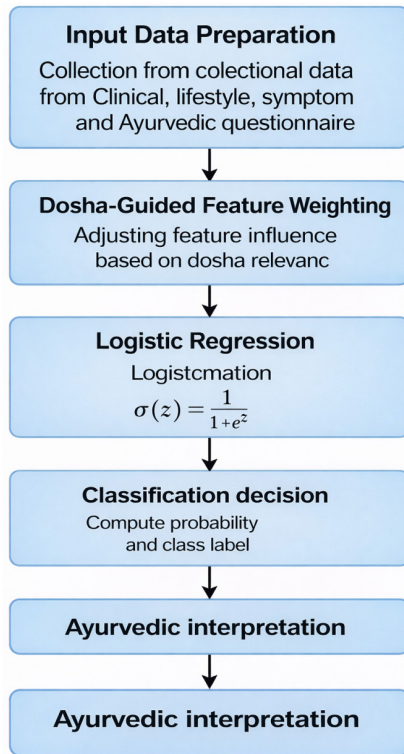 Input Data Preparation
Collection from colectional data
from Clinical, lifestyle, symptom
and Ayurvedic questionnaire
Dosha-Guided Feature Weighting
Adjusting feature influence
based on dosha relevanc
Logistic Regression
Logistcmation
σ(z) = 1/(1+e^z)
Classification decision
Compute probability
and class label
Ayurvedic interpretation
Ayurvedic interpretation